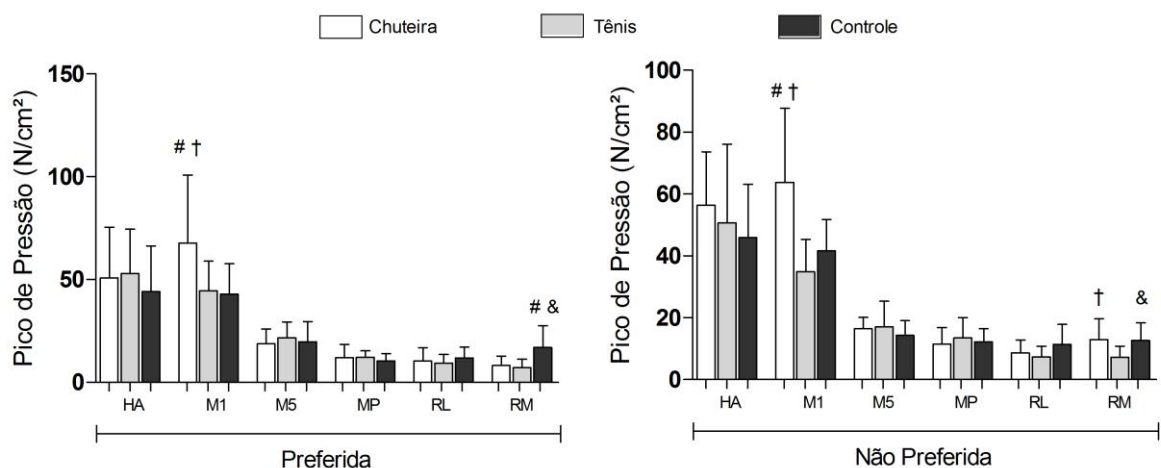 Chuteira Tênis Controle
Pico de Pressão (N/cm²)
150
100
50
0
# †
# &
HA M1 M5 MP RL RM
Preferida
Pico de Pressão (N/cm²)
100
80
60
40
20
0
# †
† &
HA M1 M5 MP RL RM
Não Preferida